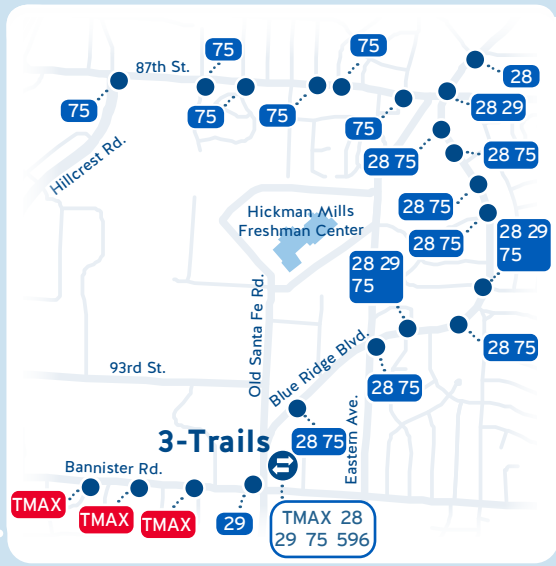 75
75
87th St.
28
75
28 29
75
75
75
28 75
28 75
Hillcrest Rd.
28 75
Hickman Mills
Freshman Center
28 75
28 29
75
28 29
75
Old Santa Fe Rd.
Blue Ridge Blvd.
28 75
93rd St.
28 75
Eastern Ave.
28 75
3-Trails
Bannister Rd.
TMAX
TMAX
TMAX
29
TMAX 28
29 75 596